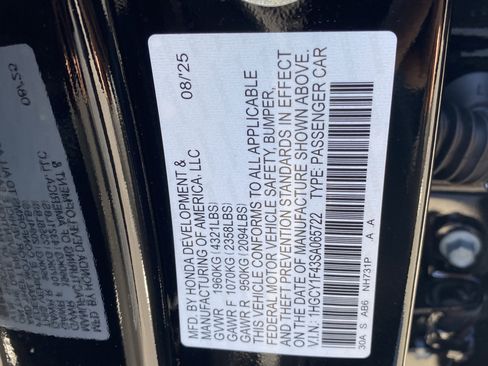 MFD. BY HONDA DEVELOPMENT &
MANUFACTURING OF AMERICA, LLC
08/'25
GVWR 1960KG (4321LBS)
GAWR F 1070KG (2358LBS)
GAWR R 950KG (2094LBS)
THIS VEHICLE CONFORMS TO ALL APPLICABLE
FEDERAL MOTOR VEHICLE SAFETY, BUMPER,
AND THEFT PREVENTION STANDARDS IN EFFECT
ON THE DATE OF MANUFACTURE SHOWN ABOVE.
V.I.N. 1HGCY1F43SA065722 TYPE: PASSENGER CAR
30A S AB6 NH731P A A